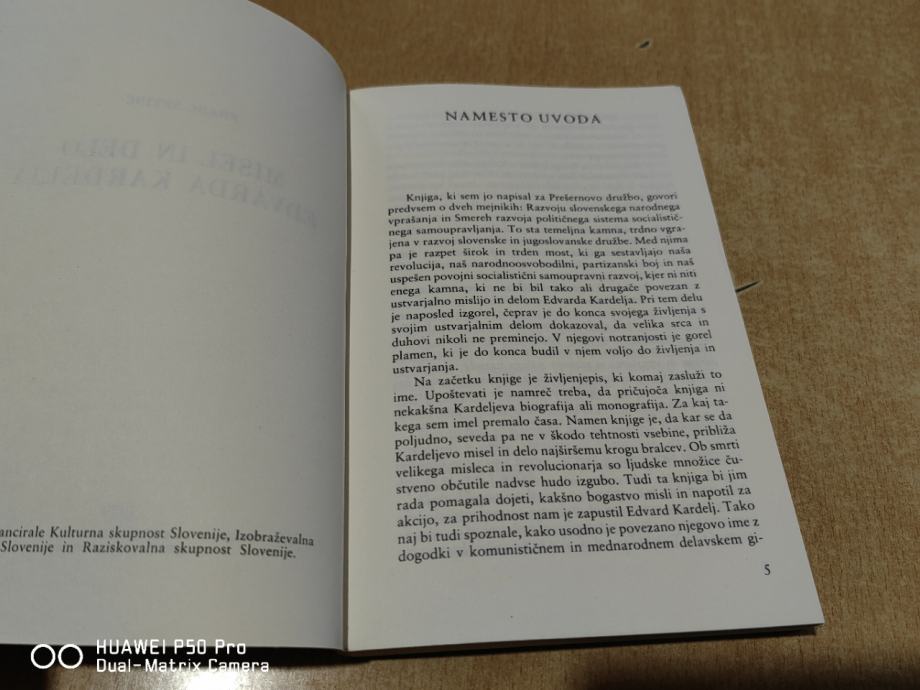 ancirale Kulturna skupnost Slovenije, Izobraževalna
Slovenije in Raziskovalna skupnost Slovenije.
NAMESTO UVODA
Knjiga, ki sem jo napisal za Prešernovo družbo, govori
predvsem o dveh mejnikih: Razvoju slovenskega narodnega
vprašanja in Smereh razvoja političnega sistema socialistič-
nega samoupravljanja. To sta temeljna kamna, trdno vgra-
jena v razvoj slovenske in jugoslovanske družbe. Med njima
pa je razpet širok in trden most, ki ga sestavljajo naša
revolucija, naš narodnoosvobodilni, partizanski boj in naš
uspešen povojni socialistični samoupravni razvoj, kjer ni niti
enega kamna, ki ne bi bil tako ali drugače povezan z
ustvarjalno mislijo in delom Edvarda Kardelja. Pri tem delu
je naposled izgorel, čeprav je do konca svojega življenja s
svojim ustvarjalnim delom dokazoval, da velika srca in
duhovi nikoli ne preminejo. V njegovi notranjosti je gorel
plamen, ki je do konca budil v njem voljo do življenja in
ustvarjanja.
Na začetku knjige je življenjepis, ki komaj zasluži to
ime. Upoštevati je namreč treba, da pričujoča knjiga ni
nekakšna Kardeljeva biografija ali monografija. Za kaj ta-
kega sem imel premalo časa. Namen knjige je, da kar se da
poljudno, seveda pa ne v škodo tehtnosti vsebine, približa
Kardeljevo misel in delo najširšemu krogu bralcev. Ob smrti
velikega misleca in revolucionarja so ljudske množice ču-
stveno občutile nadvse hudo izgubo. Tudi ta knjiga bi jim
rada pomagala dojeti, kakšno bogastvo misli in napotil za
akcijo, za prihodnost nam je zapustil Edvard Kardelj. Tako
naj bi tudi spoznale, kako usodno je povezano njegovo ime z
dogodki v komunističnem in mednarodnem delavskem gi-
5
HUAWEI P50 Pro
Dual-Matrix Camera